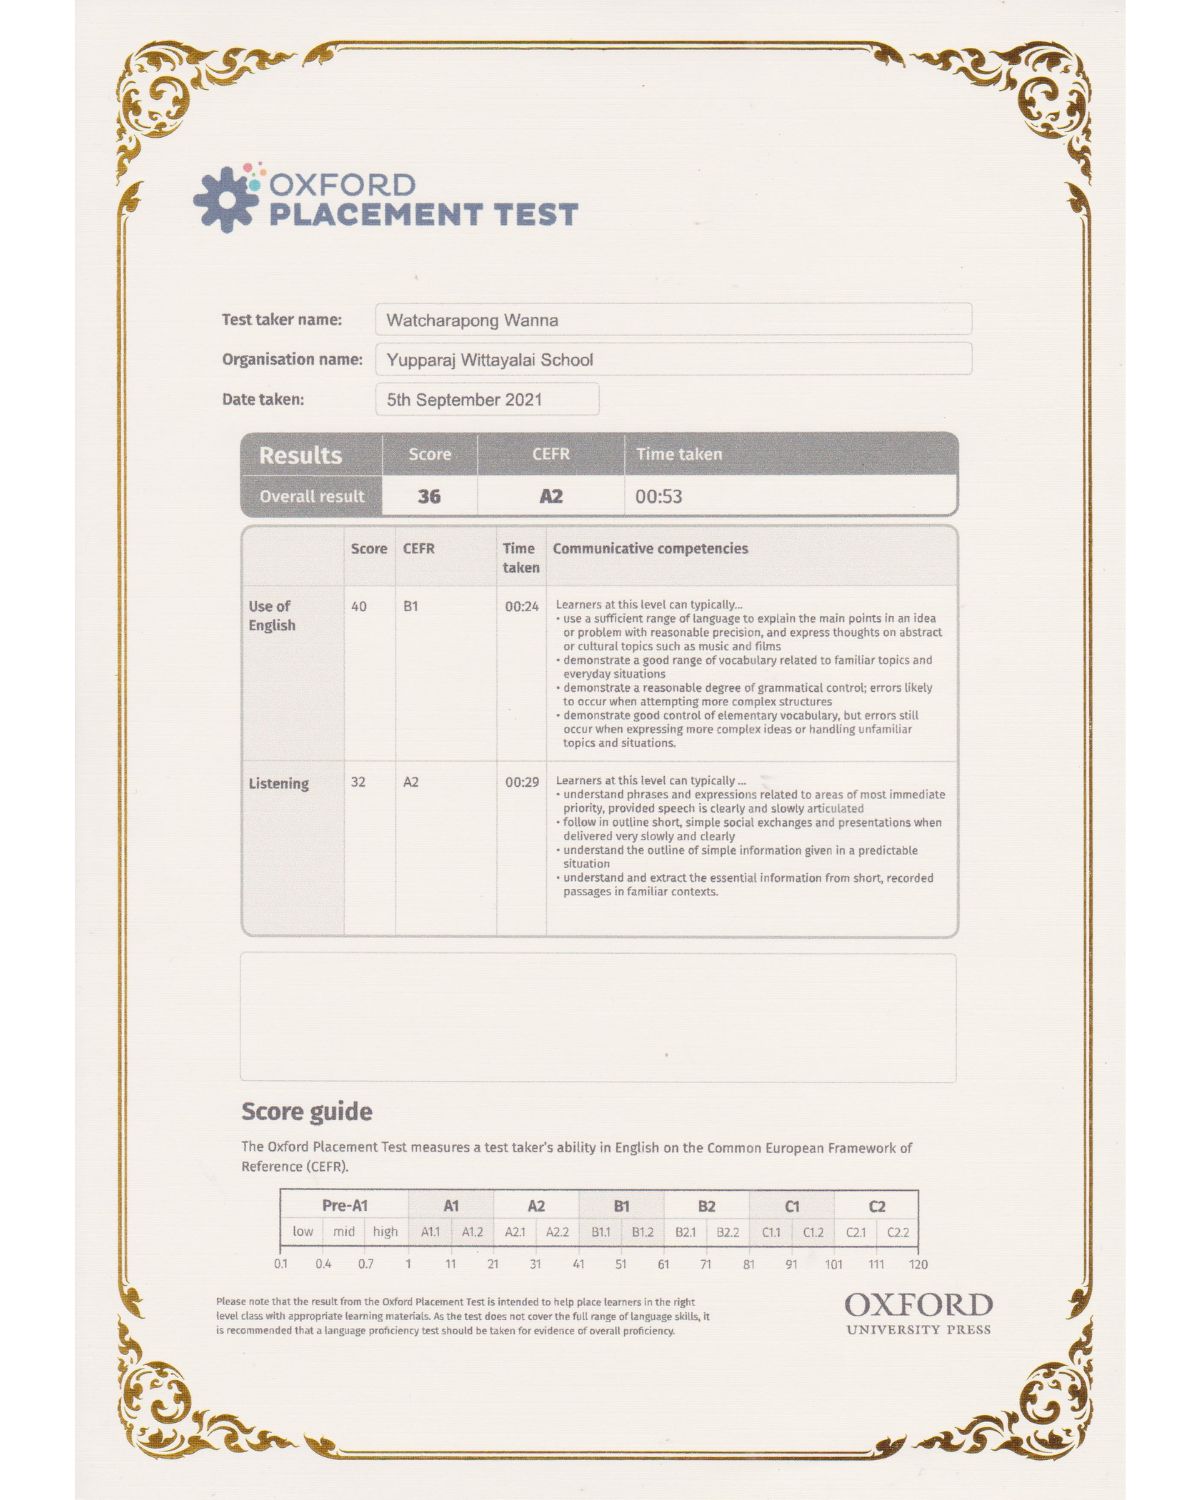 OXFORD
PLACEMENT TEST
Test taker name: Watcharapong Wanna
Organisation name: Yupparaj Wittayalai School
Date taken: 5th September 2021
Results Score CEFR Time taken
Overall result 36 A2 00:53
Score CEFR Time taken Communicative competencies
Use of English 40 B1 00:24 Learners at this level can typically...
• use a sufficient range of language to explain the main points in an idea
or problem with reasonable precision, and express thoughts on abstract
or cultural topics such as music and films
• demonstrate a good range of vocabulary related to familiar topics and
everyday situations
• demonstrate a reasonable degree of grammatical control; errors likely
to occur when attempting more complex structures
• demonstrate good control of elementary vocabulary, but errors still
occur when expressing more complex ideas or handling unfamiliar
topics and situations.
Listening 32 A2 00:29 Learners at this level can typically ...
• understand phrases and expressions related to areas of most immediate
priority, provided speech is clearly and slowly articulated
• follow in outline short, simple social exchanges and presentations when
delivered very slowly and clearly
• understand the outline of simple information given in a predictable
situation
• understand and extract the essential information from short, recorded
passages in familiar contexts.
Score guide
The Oxford Placement Test measures a test taker's ability in English on the Common European Framework of
Reference (CEFR).
Pre-A1 A1 A2 B1 B2 C1 C2
low mid high A1.1 A1.2 A2.1 A2.2 B1.1 B1.2 B2.1 B2.2 C1.1 C1.2 C2.1 C2.2
0.1 0.4 0.7 1 11 21 31 41 51 61 71 81 91 101 111 120
Please note that the result from the Oxford Placement Test is intended to help place learners in the right
level class with appropriate learning materials. As the test does not cover the full range of language skills, it
is recommended that a language proficiency test should be taken for evidence of overall proficiency.
OXFORD
UNIVERSITY PRESS